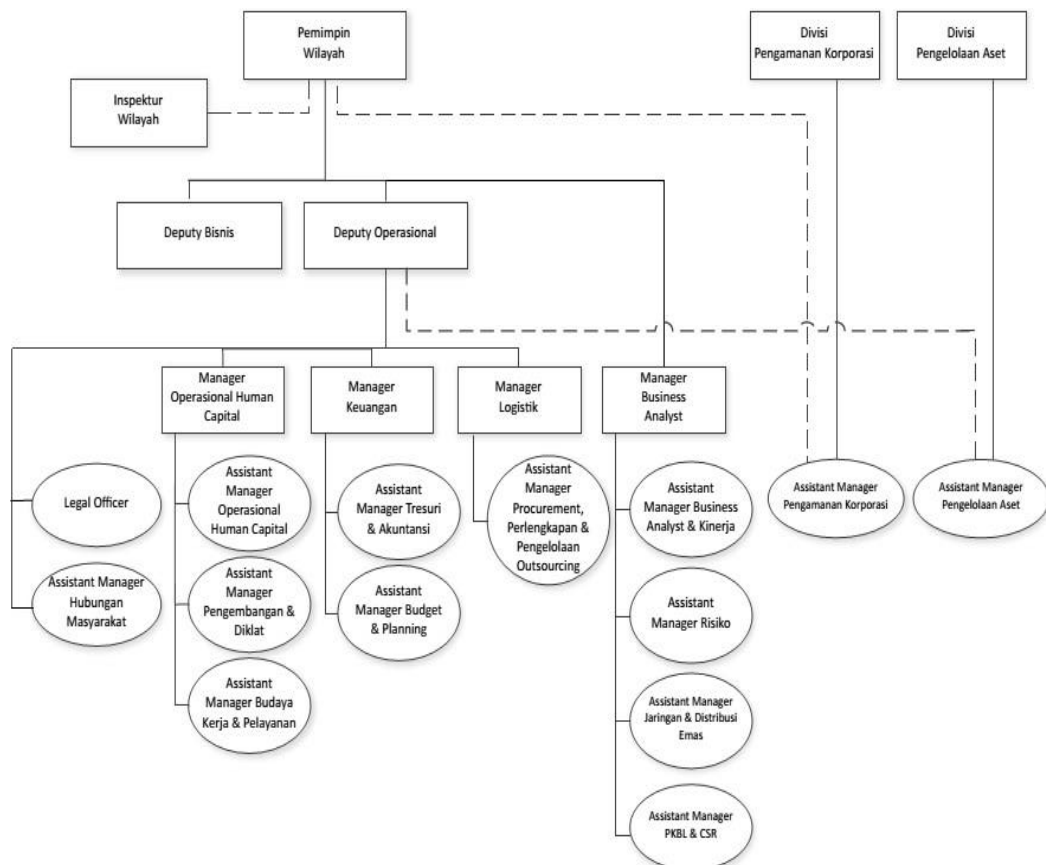 Pemimpin
Wilayah
Divisi
Pengamanan Korporasi
Divisi
Pengelolaan Aset
Inspektur
Wilayah
Deputy Bisnis
Deputy Operasional
Manager
Operasional Human
Capital
Manager
Keuangan
Manager
Logistik
Manager
Business
Analyst
Legal Officer
Assistant Manager
Hubungan
Masyarakat
Assistant
Manager
Operasional
Human Capital
Assistant
Manager
Pengembangan &
Diklat
Assistant
Manager Budaya
Kerja & Pelayanan
Assistant
Manager Tresuri
& Akuntansi
Assistant
Manager Budget
& Planning
Assistant
Manager
Procurement,
Perlengkapan &
Pengelolaan
Outsourcing
Assistant
Manager Business
Analyst & Kinerja
Assistant
Manager Risiko
Assistant Manager
Jaringan & Distribusi
Emas
Assistant Manager
PKBL & CSR
Assistant Manager
Pengamanan Korporasi
Assistant Manager
Pengelolaan Aset